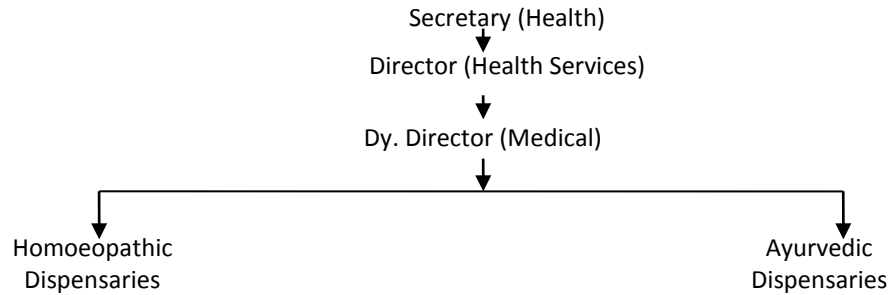 Secretary (Health)
Director (Health Services)
Dy. Director (Medical)
Homoeopathic
Dispensaries
Ayurvedic
Dispensaries